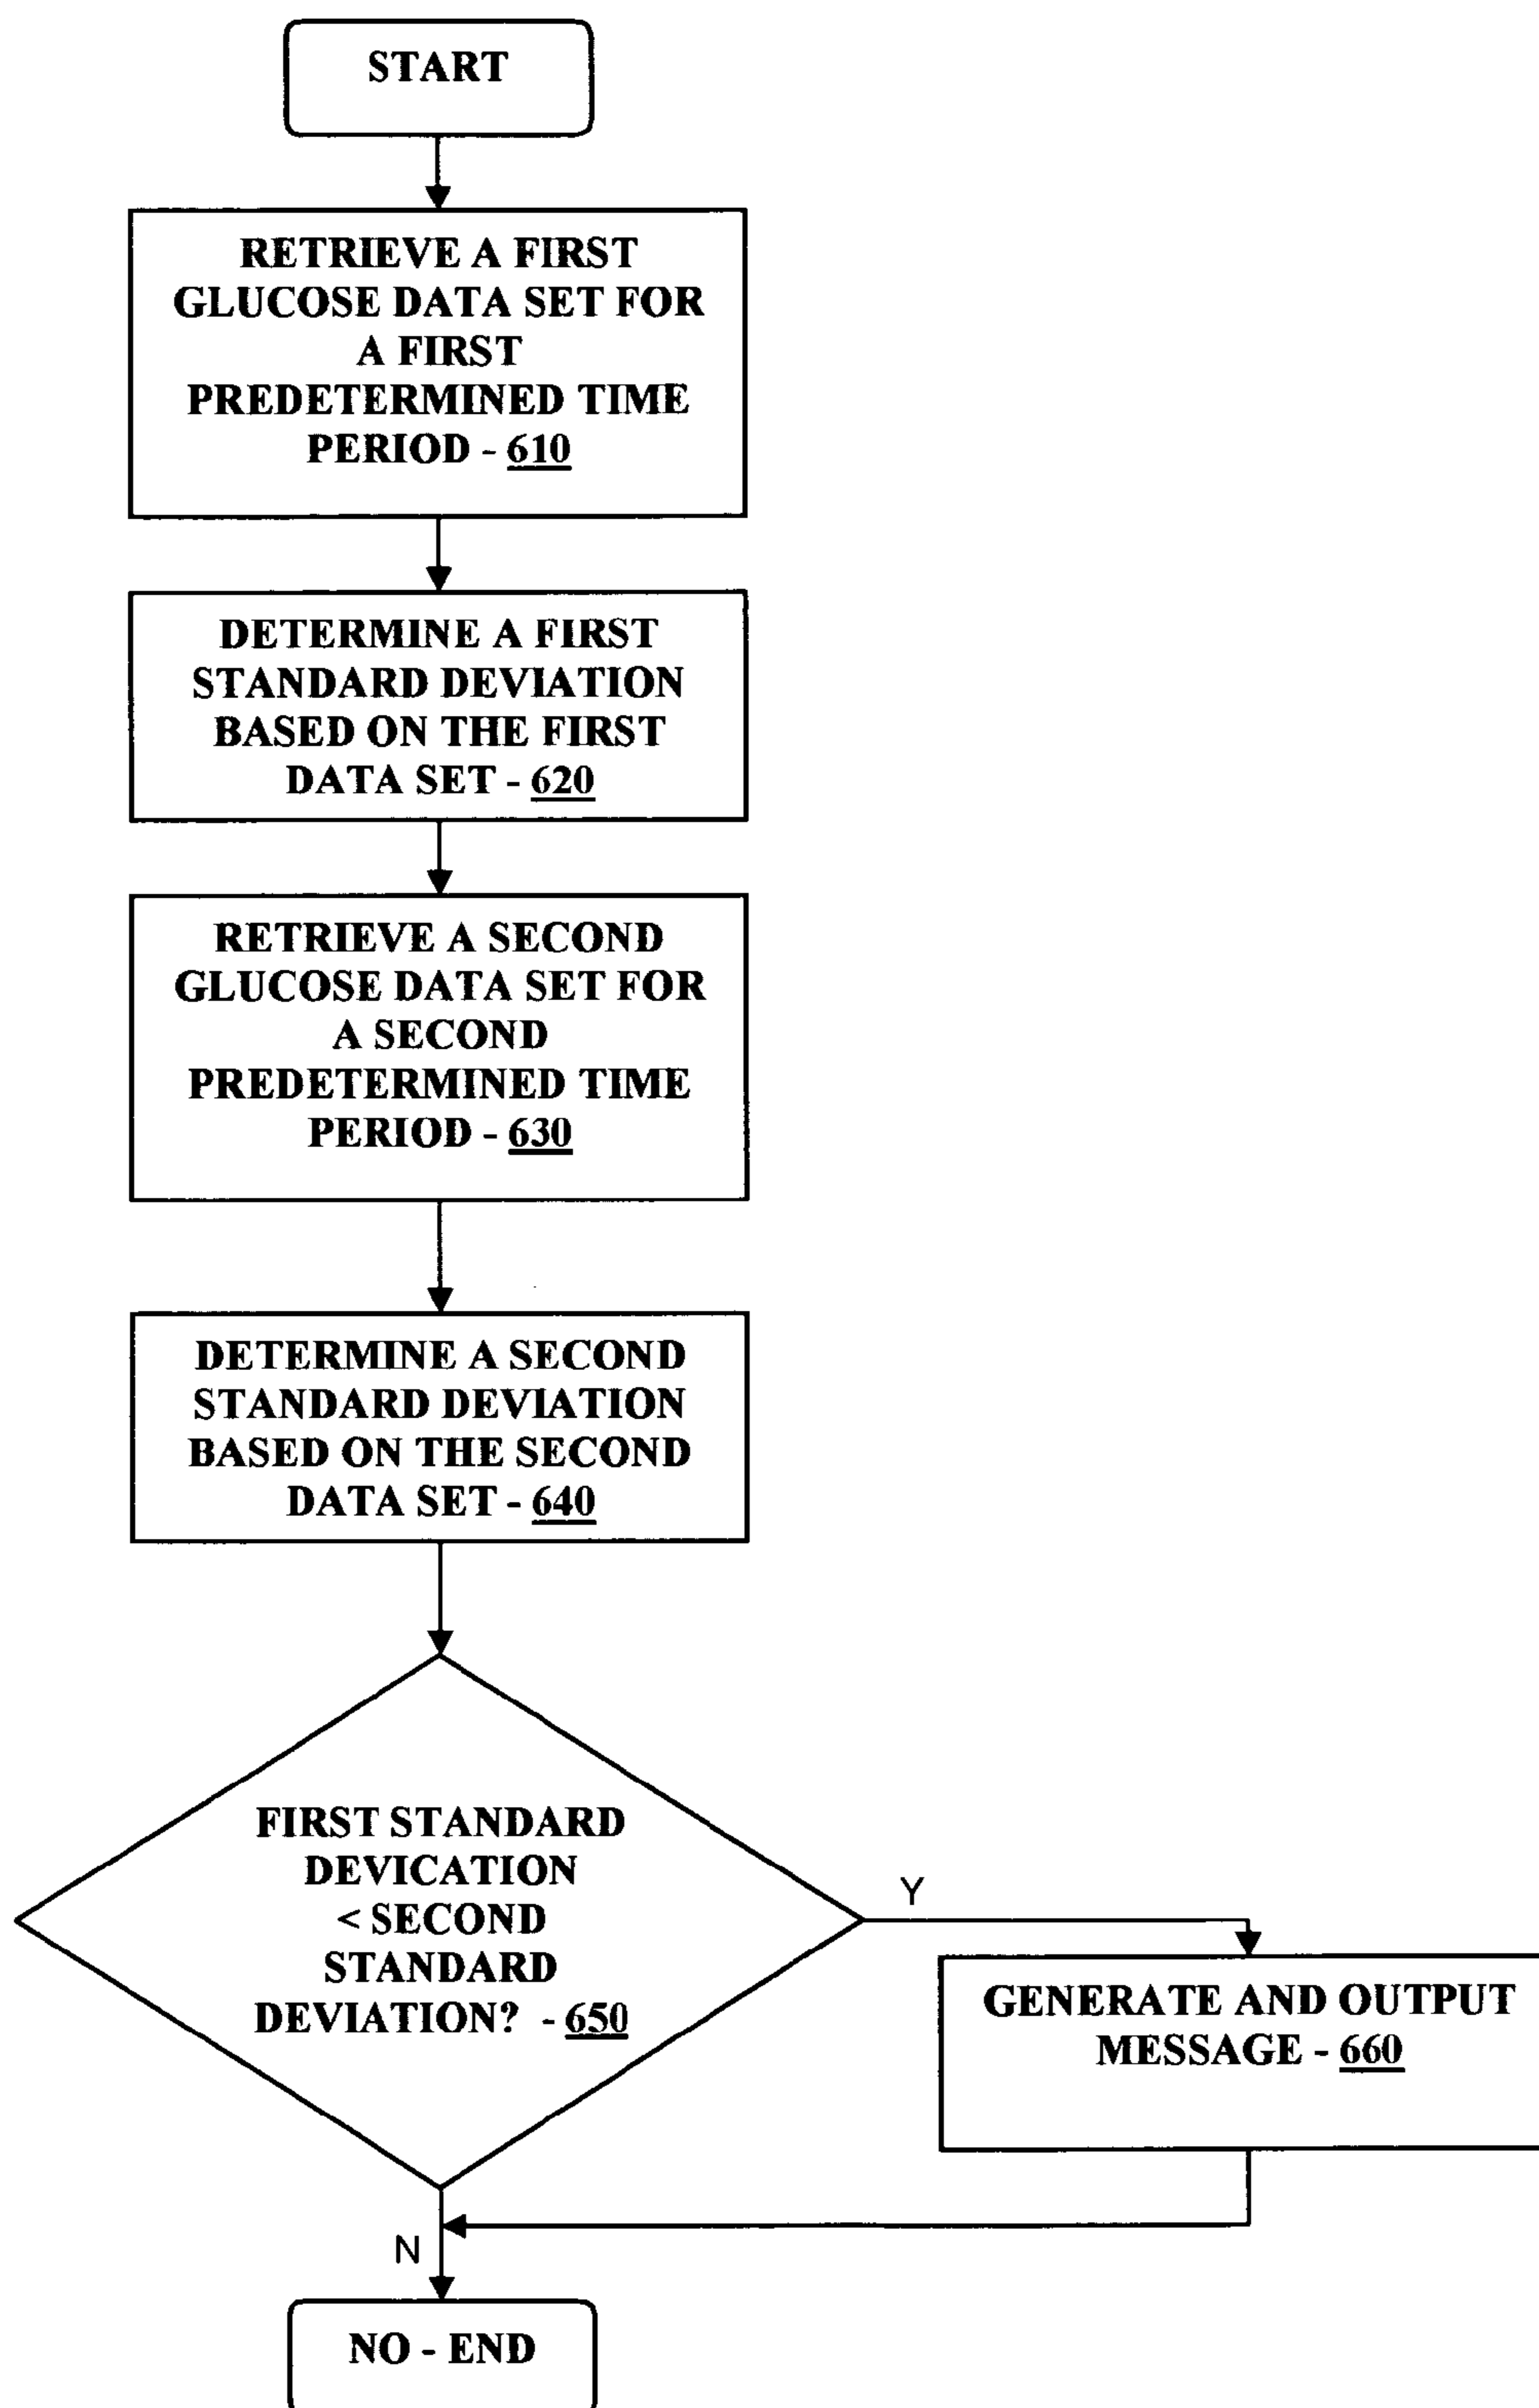 START
RETRIEVE A FIRST
GLUCOSE DATA SET FOR
A FIRST
PREDETERMINED TIME
PERIOD - 610
DETERMINE A FIRST
STANDARD DEVIATION
BASED ON THE FIRST
DATA SET - 620
RETRIEVE A SECOND
GLUCOSE DATA SET FOR
A SECOND
PREDETERMINED TIME
PERIOD - 630
DETERMINE A SECOND
STANDARD DEVIATION
BASED ON THE SECOND
DATA SET - 640
FIRST STANDARD
DEVICATION
< SECOND
STANDARD
DEVIATION? - 650
Y
GENERATE AND OUTPUT
MESSAGE - 660
N
NO - END